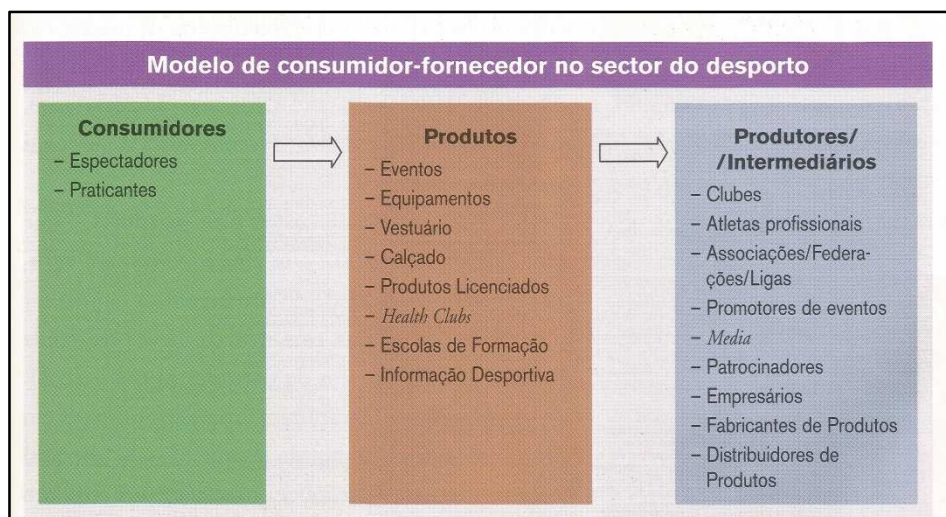 Modelo de consumidor-fornecedor no sector do desporto
Consumidores
– Espectadores
– Praticantes
Produtos
– Eventos
– Equipamentos
– Vestuário
– Calçado
– Produtos Licenciados
– Health Clubs
– Escolas de Formação
– Informação Desportiva
Produtores/
/Intermediários
– Clubes
– Atletas profissionais
– Associações/Federa-
ções/Ligas
– Promotores de eventos
– Media
– Patrocinadores
– Empresários
– Fabricantes de Produtos
– Distribuidores de
Produtos